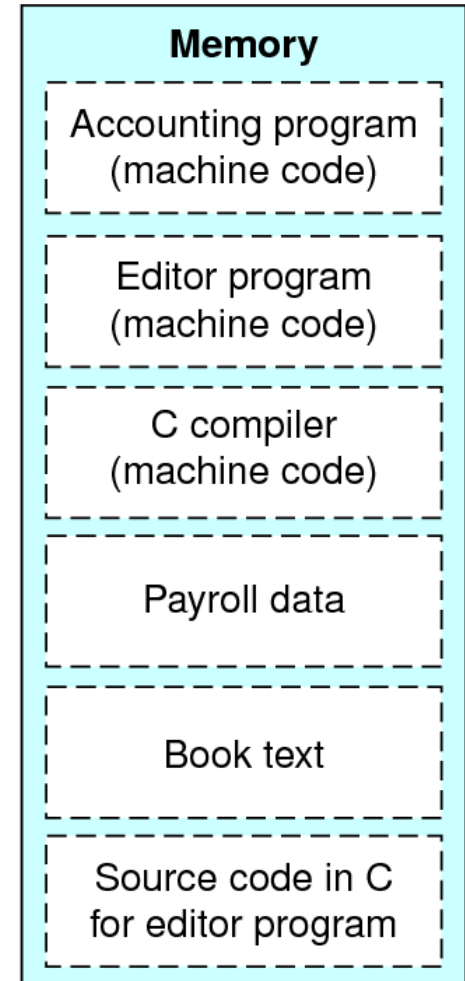 Memory
Accounting program
(machine code)
Editor program
(machine code)
C compiler
(machine code)
Payroll data
Book text
Source code in C
for editor program